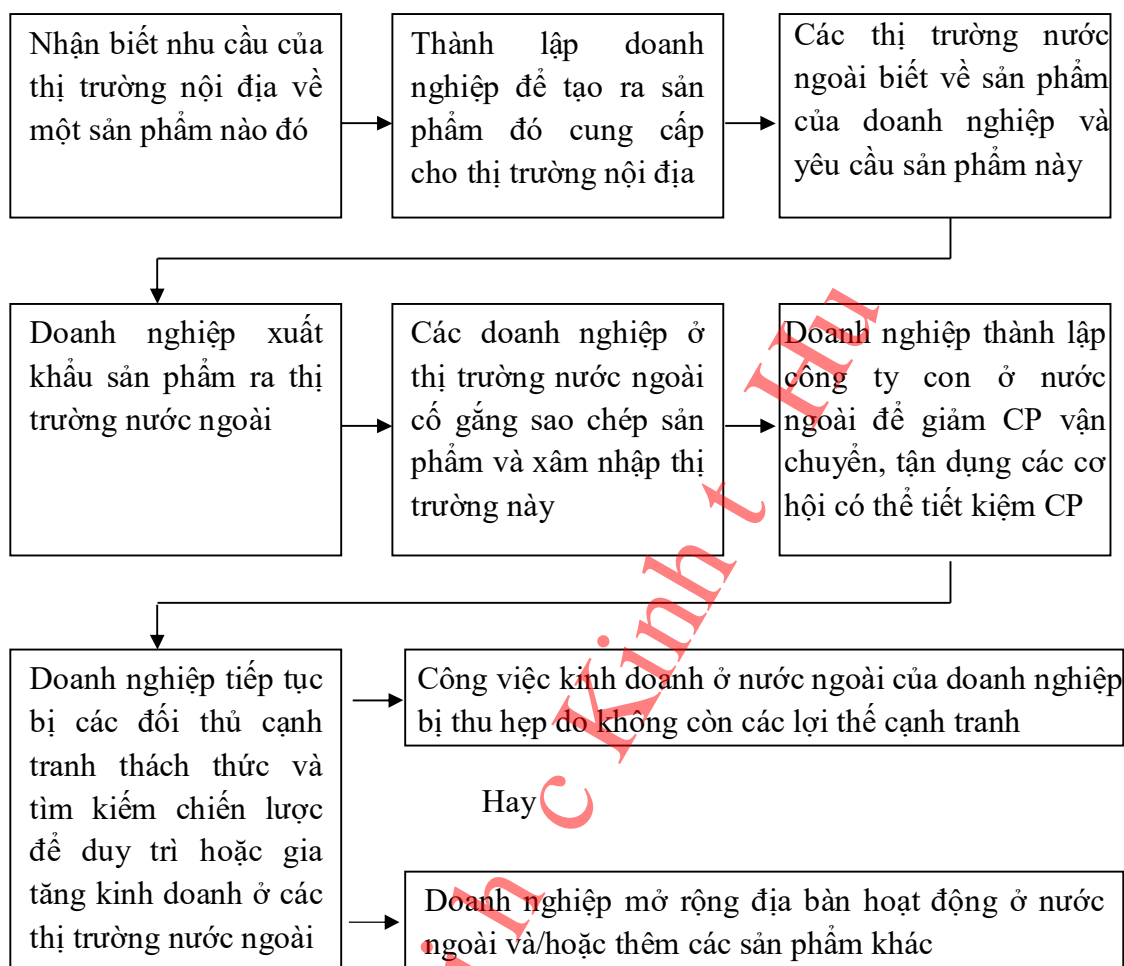 Nhận biết nhu cầu của
thị trường nội địa về
một sản phẩm nào đó
Thành lập doanh
nghiệp để tạo ra sản
phẩm đó cung cấp
cho thị trường nội địa
Các thị trường nước
ngoài biết về sản phẩm
của doanh nghiệp và
yêu cầu sản phẩm này
Doanh nghiệp xuất
khẩu sản phẩm ra thị
trường nước ngoài
Các doanh nghiệp ở
thị trường nước ngoài
cố gắng sao chép sản
phẩm và xâm nhập thị
trường này
Doanh nghiệp thành lập
công ty con ở nước
ngoài để giảm CP vận
chuyển, tận dụng các cơ
hội có thể tiết kiệm CP
Doanh nghiệp tiếp tục
bị các đối thủ cạnh
tranh thách thức và
tìm kiếm chiến lược
để duy trì hoặc gia
tăng kinh doanh ở các
thị trường nước ngoài
Công việc kinh doanh ở nước ngoài của doanh nghiệp
bị thu hẹp do không còn các lợi thế cạnh tranh
Hay
Doanh nghiệp mở rộng địa bàn hoạt động ở nước
ngoài và/hoặc thêm các sản phẩm khác
h c Kinh t Hu